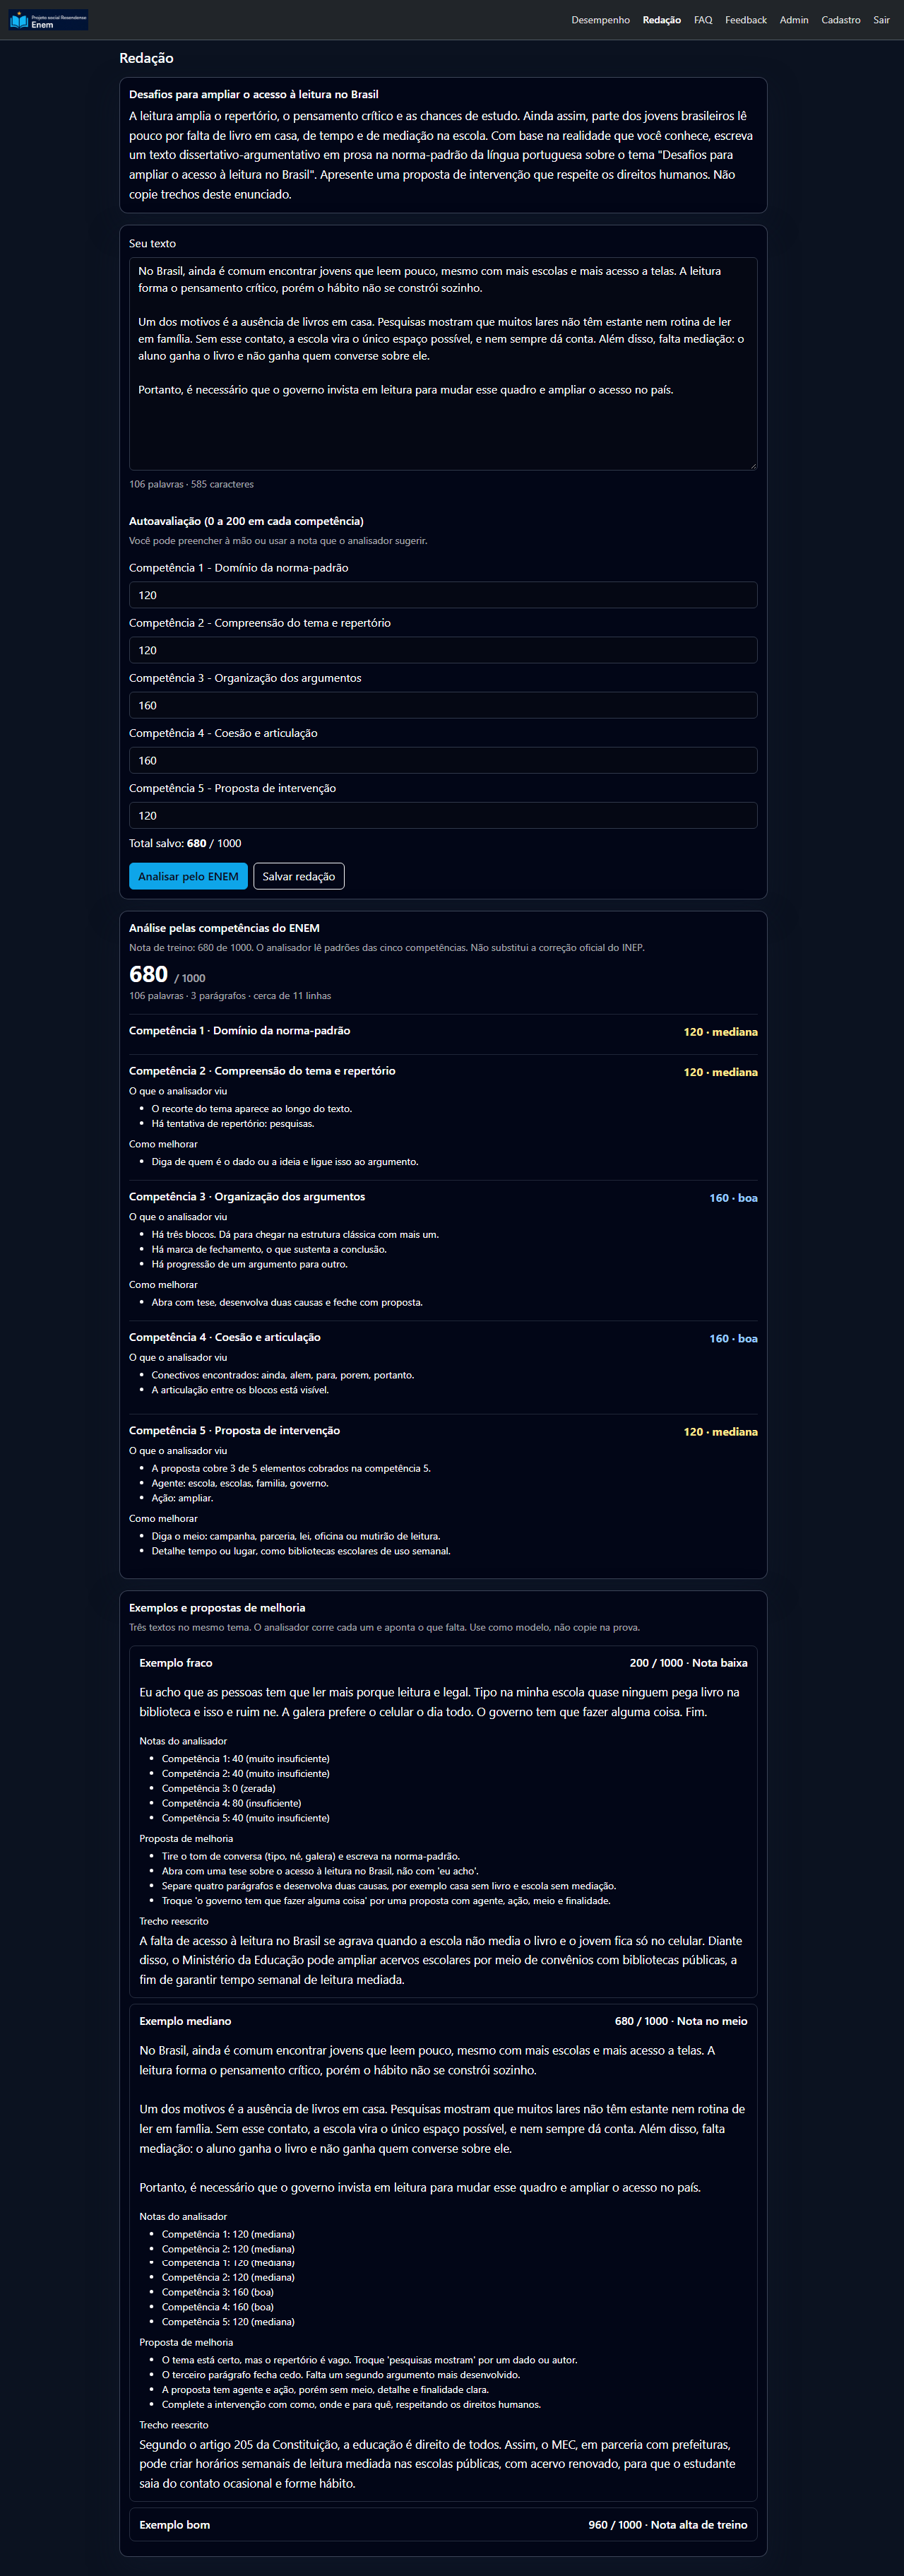 Projeto social Resendense
Enem
Desempenho Redação FAQ Feedback Admin Cadastro Sair
Redação
Desafios para ampliar o acesso à leitura no Brasil
A leitura amplia o repertório, o pensamento crítico e as chances de estudo. Ainda assim, parte dos jovens brasileiros lê
pouco por falta de livro em casa, de tempo e de mediação na escola. Com base na realidade que você conhece, escreva
um texto dissertativo-argumentativo em prosa na norma-padrão da língua portuguesa sobre o tema "Desafios para
ampliar o acesso à leitura no Brasil". Apresente uma proposta de intervenção que respeite os direitos humanos. Não
copie trechos deste enunciado.
Seu texto
No Brasil, ainda é comum encontrar jovens que leem pouco, mesmo com mais escolas e mais acesso a telas. A leitura
forma o pensamento crítico, porém o hábito não se constrói sozinho.
Um dos motivos é a ausência de livros em casa. Pesquisas mostram que muitos lares não têm estante nem rotina de ler
em família. Sem esse contato, a escola vira o único espaço possível, e nem sempre dá conta. Além disso, falta mediação: o
aluno ganha o livro e não ganha quem converse sobre ele.
Portanto, é necessário que o governo invista em leitura para mudar esse quadro e ampliar o acesso no país.
106 palavras · 585 caracteres
Autoavaliação (0 a 200 em cada competência)
Você pode preencher à mão ou usar a nota que o analisador sugerir.
Competência 1 - Domínio da norma-padrão
120
Competência 2 - Compreensão do tema e repertório
120
Competência 3 - Organização dos argumentos
160
Competência 4 - Coesão e articulação
160
Competência 5 - Proposta de intervenção
120
Total salvo: 680 / 1000
Analisar pelo ENEM Salvar redação
Análise pelas competências do ENEM
Nota de treino: 680 de 1000. O analisador lê padrões das cinco competências. Não substitui a correção oficial do INEP.
680 / 1000
106 palavras · 3 parágrafos · cerca de 11 linhas
Competência 1 · Domínio da norma-padrão 120 · mediana
Competência 2 · Compreensão do tema e repertório 120 · mediana
O que o analisador viu
• O recorte do tema aparece ao longo do texto.
• Há tentativa de repertório: pesquisas.
Como melhorar
• Diga de quem é o dado ou a ideia e ligue isso ao argumento.
Competência 3 · Organização dos argumentos 160 · boa
O que o analisador viu
• Há três blocos. Dá para chegar na estrutura clássica com mais um.
• Há marca de fechamento, o que sustenta a conclusão.
• Há progressão de um argumento para outro.
Como melhorar
• Abra com tese, desenvolva duas causas e feche com proposta.
Competência 4 · Coesão e articulação 160 · boa
O que o analisador viu
• Conectivos encontrados: ainda, alem, para, porem, portanto.
• A articulação entre os blocos está visível.
Competência 5 · Proposta de intervenção 120 · mediana
O que o analisador viu
• A proposta cobre 3 de 5 elementos cobrados na competência 5.
• Agente: escola, escolas, familia, governo.
• Ação: ampliar.
Como melhorar
• Diga o meio: campanha, parceria, lei, oficina ou mutirão de leitura.
• Detalhe tempo ou lugar, como bibliotecas escolares de uso semanal.
Exemplos e propostas de melhoria
Três textos no mesmo tema. O analisador corre cada um e aponta o que falta. Use como modelo, não copie na prova.
Exemplo fraco 200 / 1000 · Nota baixa
Eu acho que as pessoas tem que ler mais porque leitura e legal. Tipo na minha escola quase ninguem pega livro na
biblioteca e isso e ruim ne. A galera prefere o celular o dia todo. O governo tem que fazer alguma coisa. Fim.
Notas do analisador
• Competência 1: 40 (muito insuficiente)
• Competência 2: 40 (muito insuficiente)
• Competência 3: 0 (zerada)
• Competência 4: 80 (insuficiente)
• Competência 5: 40 (muito insuficiente)
Proposta de melhoria
• Tire o tom de conversa (tipo, né, galera) e escreva na norma-padrão.
• Abra com uma tese sobre o acesso à leitura no Brasil, não com 'eu acho'.
• Separe quatro parágrafos e desenvolva duas causas, por exemplo casa sem livro e escola sem mediação.
• Troque 'o governo tem que fazer alguma coisa' por uma proposta com agente, ação, meio e finalidade.
Trecho reescrito
A falta de acesso à leitura no Brasil se agrava quando a escola não media o livro e o jovem fica só no celular. Diante
disso, o Ministério da Educação pode ampliar acervos escolares por meio de convênios com bibliotecas públicas, a
fim de garantir tempo semanal de leitura mediada.
Exemplo mediano 680 / 1000 · Nota no meio
No Brasil, ainda é comum encontrar jovens que leem pouco, mesmo com mais escolas e mais acesso a telas. A
leitura forma o pensamento crítico, porém o hábito não se constrói sozinho.
Um dos motivos é a ausência de livros em casa. Pesquisas mostram que muitos lares não têm estante nem rotina de
ler em família. Sem esse contato, a escola vira o único espaço possível, e nem sempre dá conta. Além disso, falta
mediação: o aluno ganha o livro e não ganha quem converse sobre ele.
Portanto, é necessário que o governo invista em leitura para mudar esse quadro e ampliar o acesso no país.
Notas do analisador
• Competência 1: 120 (mediana)
• Competência 2: 120 (mediana)
• Competência 1: 120 (mediana)
• Competência 2: 120 (mediana)
• Competência 3: 160 (boa)
• Competência 4: 160 (boa)
• Competência 5: 120 (mediana)
Proposta de melhoria
• O tema está certo, mas o repertório é vago. Troque 'pesquisas mostram' por um dado ou autor.
• O terceiro parágrafo fecha cedo. Falta um segundo argumento mais desenvolvido.
• A proposta tem agente e ação, porém sem meio, detalhe e finalidade clara.
• Complete a intervenção com como, onde e para quê, respeitando os direitos humanos.
Trecho reescrito
Segundo o artigo 205 da Constituição, a educação é direito de todos. Assim, o MEC, em parceria com prefeituras,
pode criar horários semanais de leitura mediada nas escolas públicas, com acervo renovado, para que o estudante
saia do contato ocasional e forme hábito.
Exemplo bom 960 / 1000 · Nota alta de treino